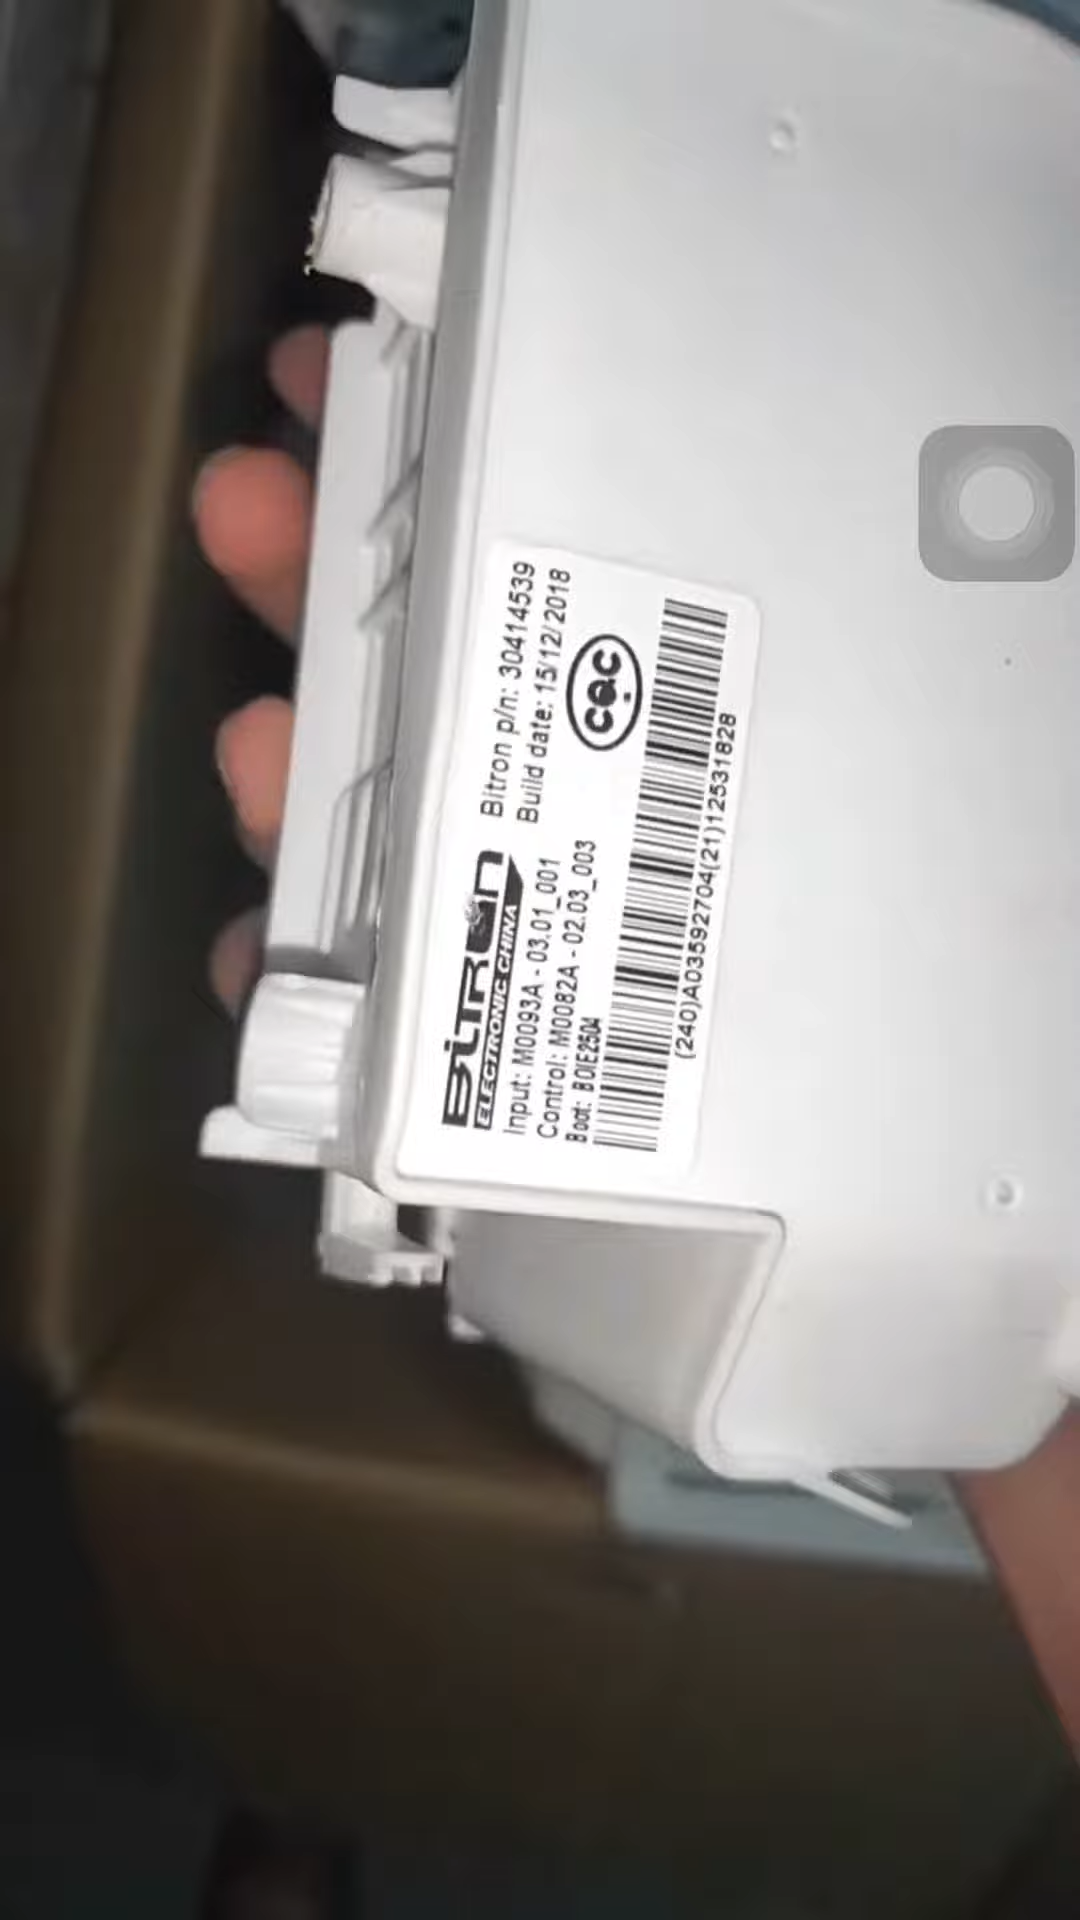 BitRon
ELECTRONIC CHINA
Bitron p/n: 30414539
Build date: 15/12/2018
Input: M0093A - 03.01_001
Control: M0082A - 02.03_003
Boot: BOIE2504
cqc
(240)A03592704(21)12531828